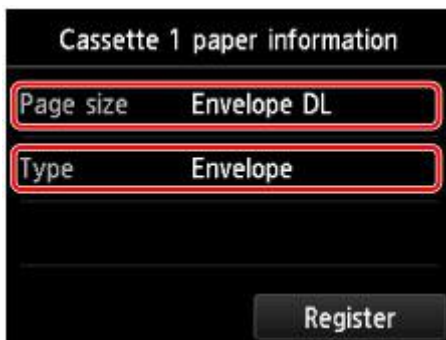 Cassette 1 paper information
Page size Envelope DL
Type Envelope
Register